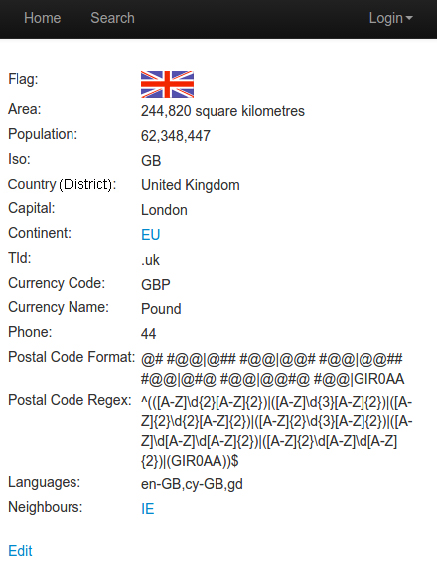 Home Search Login
Flag:
Area: 244,820 square kilometres
Population: 62,348,447
Iso: GB
Country (District): United Kingdom
Capital: London
Continent: EU
Tld: .uk
Currency Code: GBP
Currency Name: Pound
Phone: 44
Postal Code Format: @# #@@|@## #@@|@@# #@@|@@##
#@@|@#@ #@@|@@#@ #@@|GIR0AA
Postal Code Regex: ^(([A-Z]\d{2}[A-Z]{2})|([A-Z]\d{3}[A-Z]{2})|([A-
Z]{2}\d{2}[A-Z]{2})|([A-Z]{2}\d{3}[A-Z]{2})|([A-
Z]\d[A-Z]\d[A-Z]{2})|([A-Z]{2}\d[A-Z]\d[A-Z]
{2})|(GIR0AA))$
Languages: en-GB,cy-GB,gd
Neighbours: IE
Edit